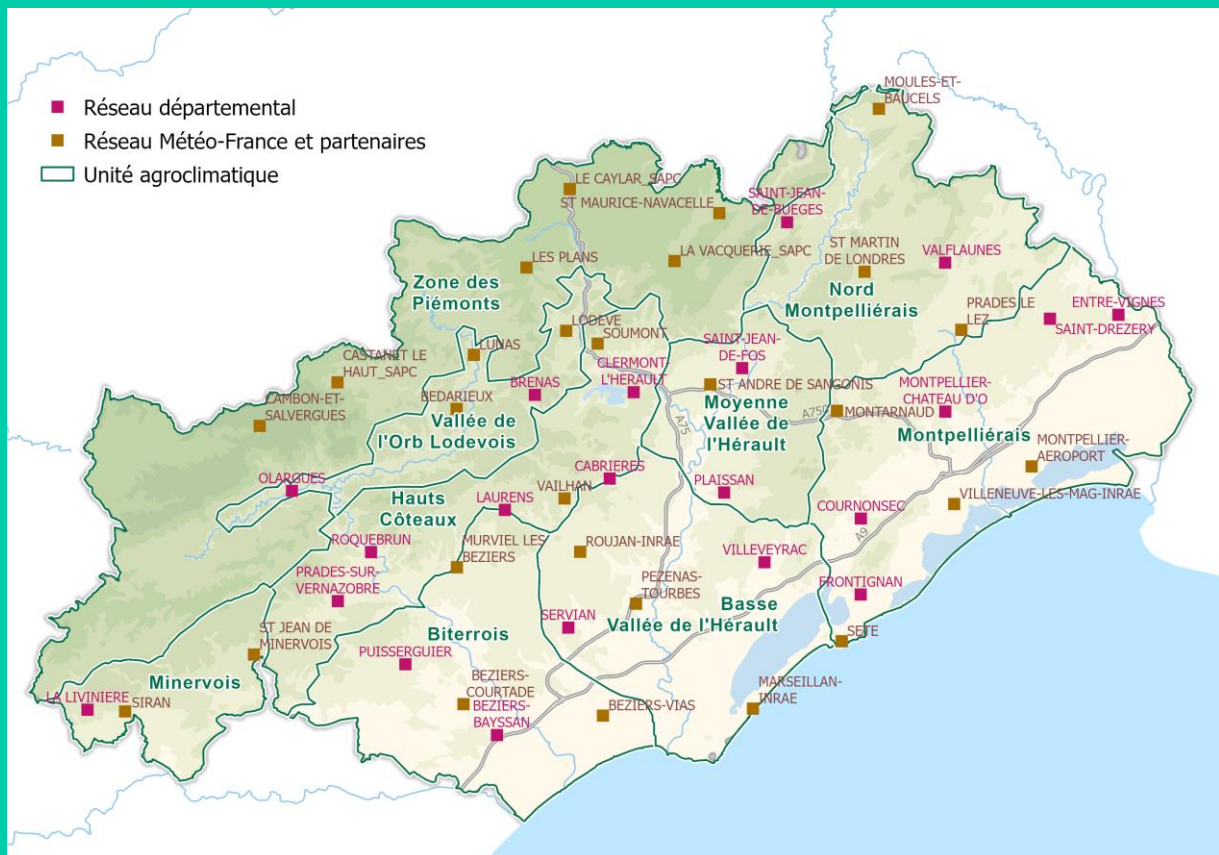 Réseau départemental
Réseau Météo-France et partenaires
Unité agroclimatique
MOULES-ET-
BAUCELS
LE CAYLAR_SAPC
ST MAURICE-NAVACELLE
SAINT-JEAN-
DE-BUEGES
LES PLANS
LA VACQUERIE_SAPC
ST MARTIN
DE LONDRES
VALFLAUNES
Zone des
Piémonts
Nord
Montpelliérais
PRADES LE
LEZ
ENTRE-VIGNES
SAINT-DREZERY
LODEVE
SOUMONT
LUNAS
SAINT-JEAN-
DE-FOS
CASTANET LE
HAUT_SAPC
CLERMONT-
L'HERAULT
BRENAS
ST ANDRE DE SANGONIS
MONTPELLIER-
CHATEAU D'O
CAMBON-ET-
SALVERGUES
BEDARIEUX
Vallée de
l'Orb Lodevois
Moyenne
Vallée de
l'Hérault
A75
A750
MONTARNAUD
Montpelliérais
MONTPELLIER-
AEROPORT
OLARGUES
CABRIERES
PLAISSAN
VAILHAN
Hauts
Côteaux
LAURENS
COURNONSEC
VILLENEUVE-LES-MAG-INRAE
A9
ROQUEBRUN
MURVIEL LES
BEZIERS
ROUJAN-INRAE
VILLEVEYRAC
PRADES-SUR-
VERNAZOBRE
PEZENAS-
TOURBES
FRONTIGNAN
SERVIAN
Basse
Vallée de l'Hérault
SETE
ST JEAN DE
MINERVOIS
Biterrois
PUISSERGUIER
Minervois
BEZIERS-
COURTADE
BEZIERS-
BAYSSAN
MARSEILLAN-
INRAE
LA LIVINIERE
SIRAN
BEZIERS-VIAS